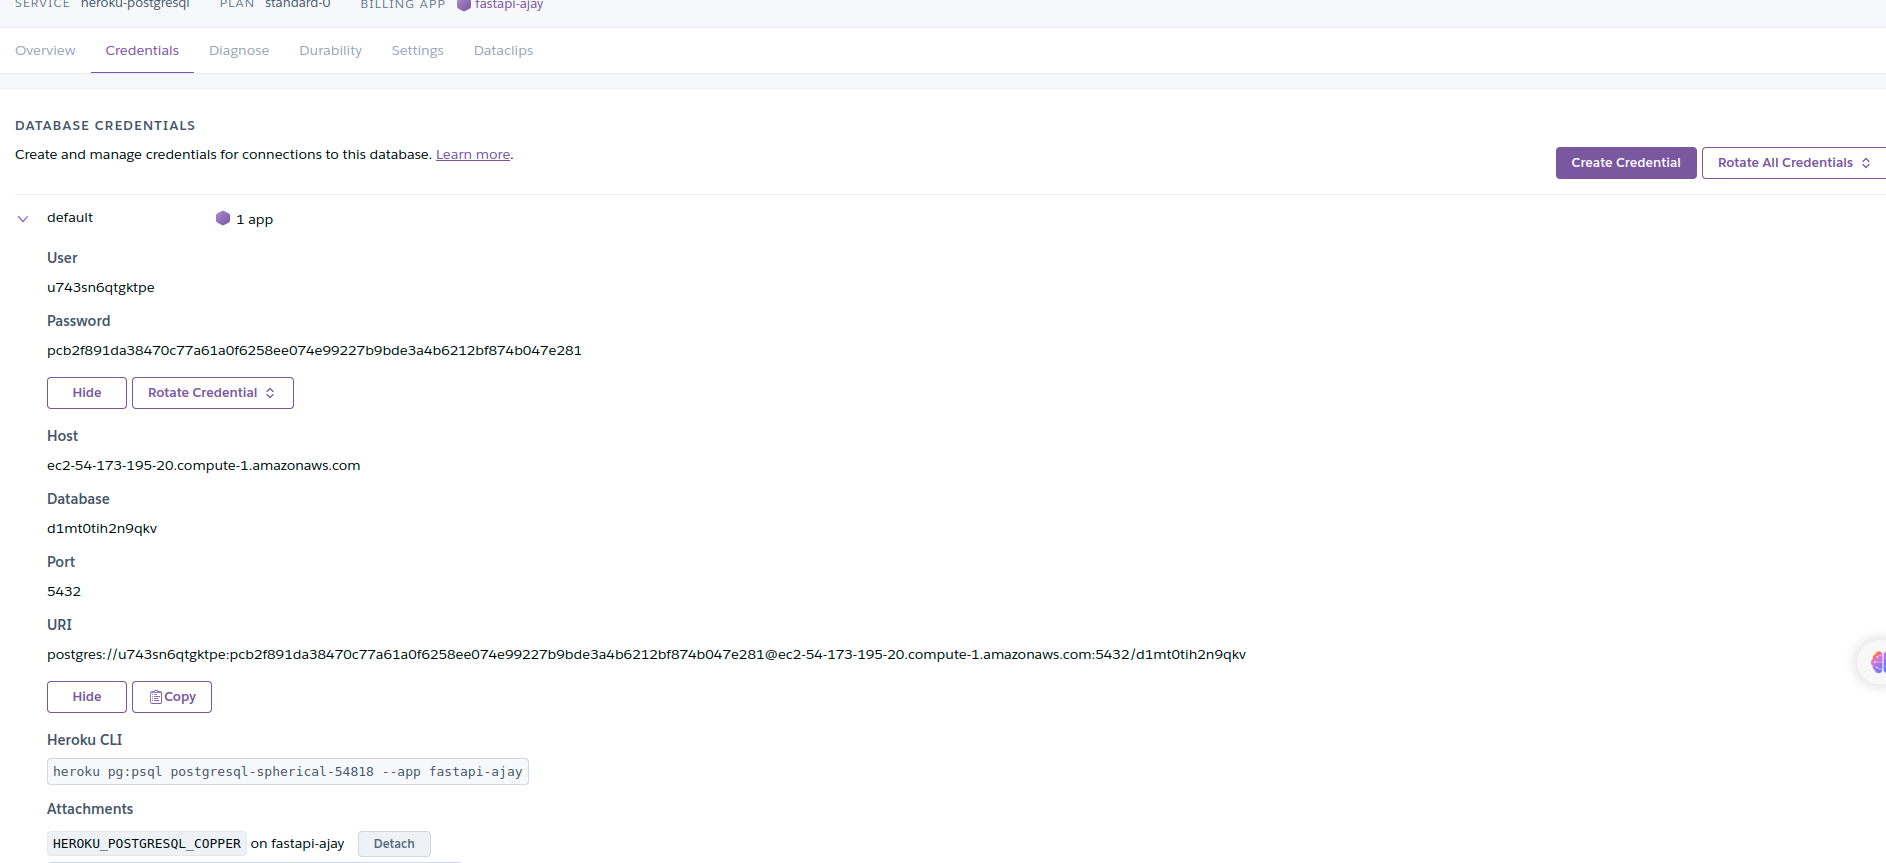 SERVICE heroku-postgresql PLAN standard-0 BILLING APP fastapi-ajay
Overview Credentials Diagnose Durability Settings Dataclips
DATABASE CREDENTIALS
Create and manage credentials for connections to this database. Learn more.
Create Credential Rotate All Credentials
default 1 app
User
u743sn6qtgktpe
Password
pcb2f891da38470c77a61a0f6258ee074e99227b9bde3a4b6212bf874b047e281
Hide Rotate Credential
Host
ec2-54-173-195-20.compute-1.amazonaws.com
Database
d1mt0tih2n9qkv
Port
5432
URI
postgres://u743sn6qtgktpe:pcb2f891da38470c77a61a0f6258ee074e99227b9bde3a4b6212bf874b047e281@ec2-54-173-195-20.compute-1.amazonaws.com:5432/d1mt0tih2n9qkv
Hide Copy
Heroku CLI
heroku pg:psql postgresql-spherical-54818 --app fastapi-ajay
Attachments
HEROKU_POSTGRESQL_COPPER on fastapi-ajay Detach